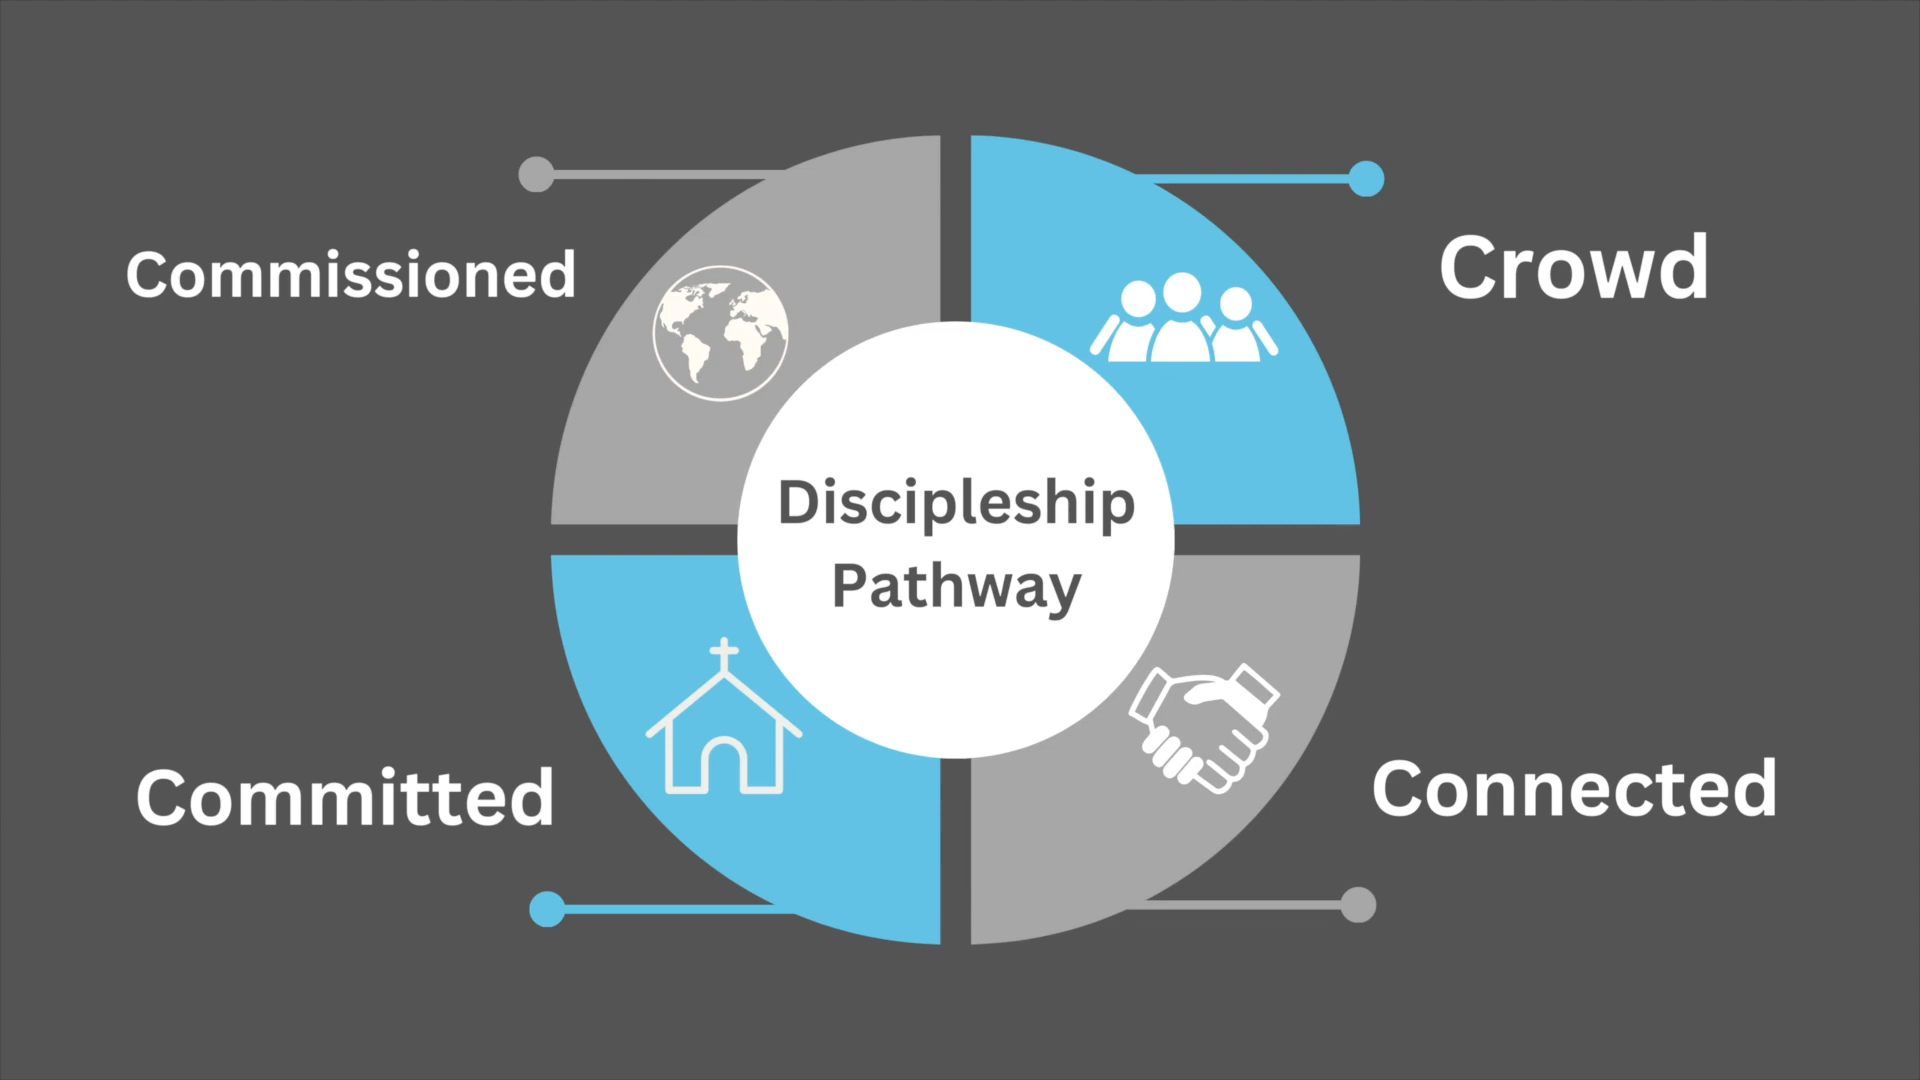 Commissioned
Crowd
Discipleship
Pathway
Committed
Connected